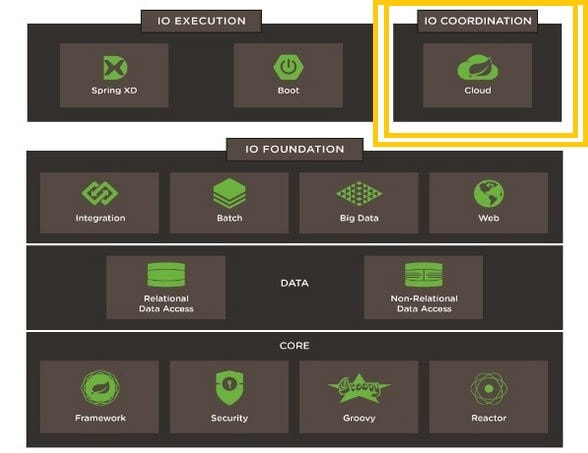 IO EXECUTION
IO COORDINATION
Spring XD
Boot
Cloud
IO FOUNDATION
Integration
Batch
Big Data
Web
Relational
Data Access
DATA
Non-Relational
Data Access
CORE
Framework
Security
Groovy
Groovy
Reactor